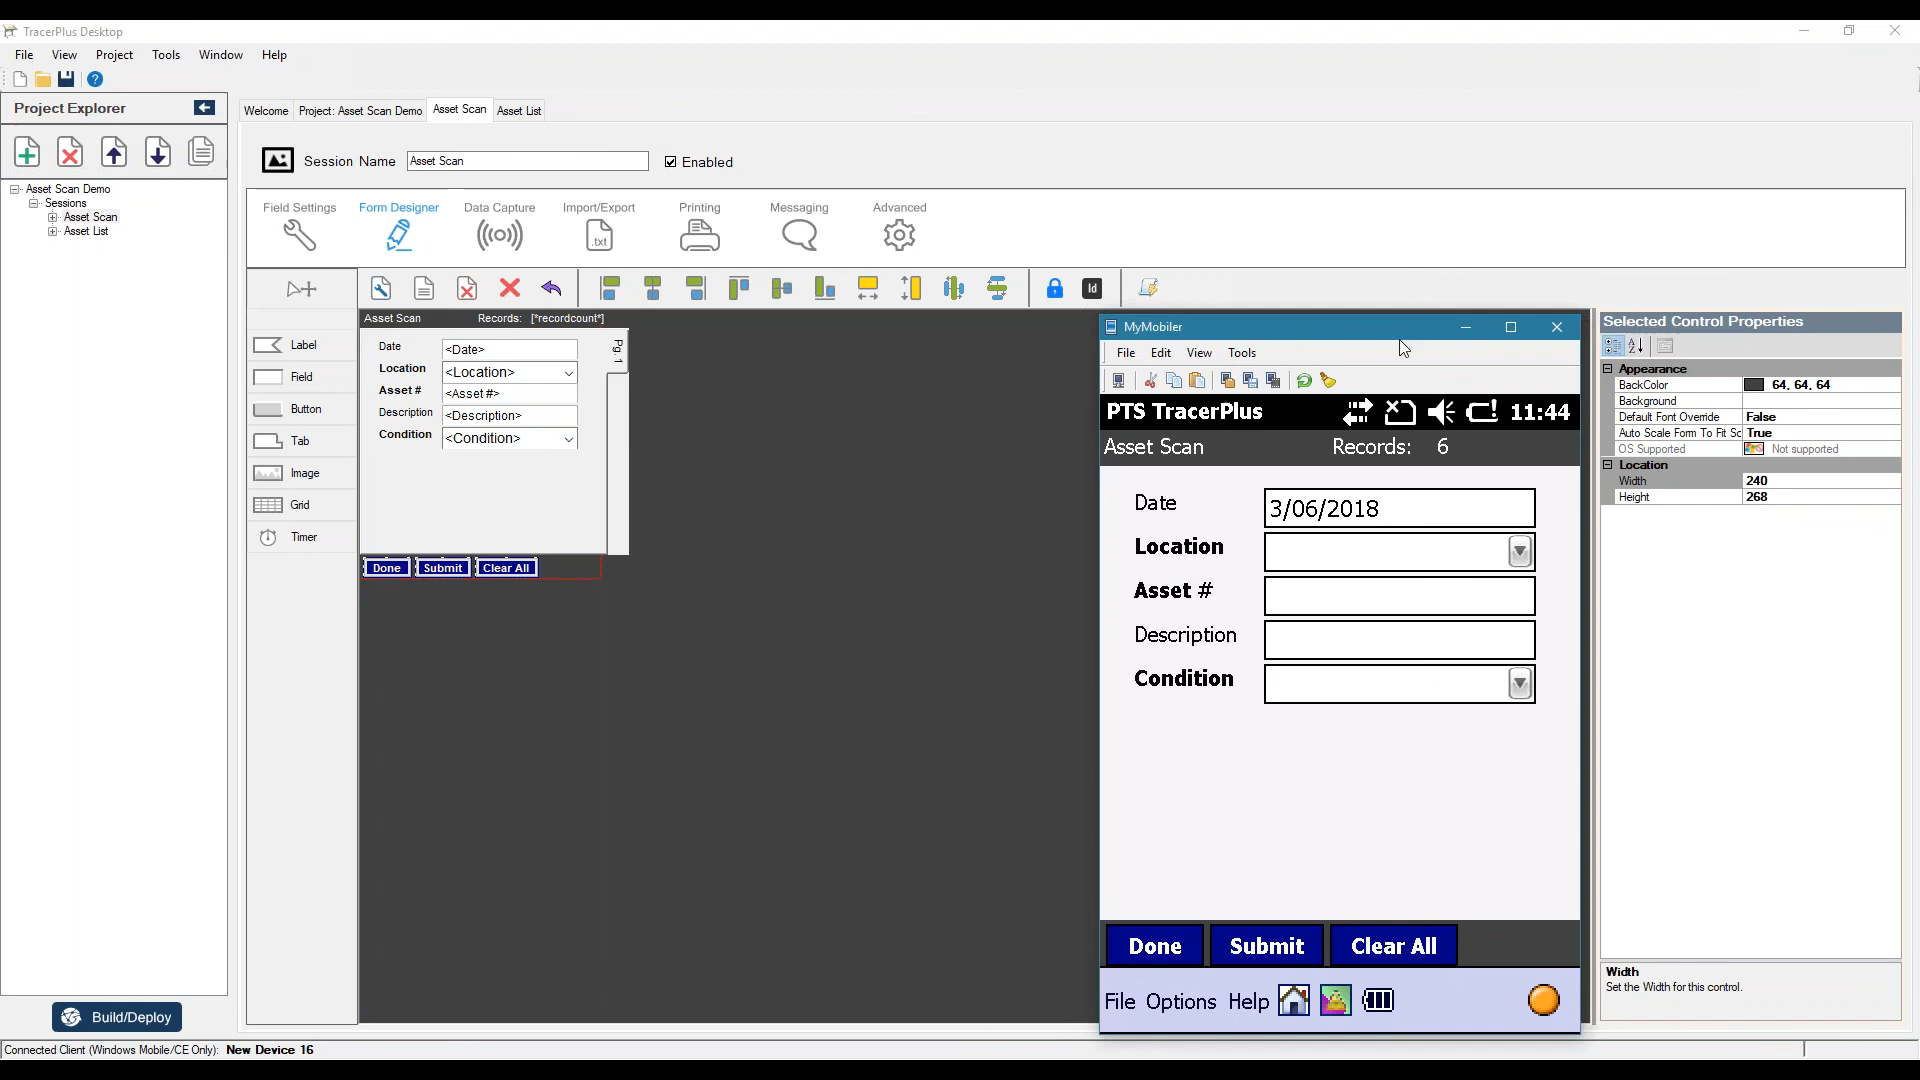 TracerPlus Desktop
File View Project Tools Window Help
Project Explorer
Asset Scan Demo
Sessions
Asset Scan
Asset List
Build/Deploy
Welcome Project: Asset Scan Demo Asset Scan Asset List
Session Name Asset Scan Enabled
Field Settings Form Designer Data Capture Import/Export Printing Messaging Advanced
.txt
Id
Label
Field
Button
Tab
Image
Grid
Timer
Asset Scan Records: [*recordcount*]
Date <Date>
Location <Location>
Asset # <Asset #>
Description <Description>
Condition <Condition>
Pg. 1
Done Submit Clear All
MyMobiler
File Edit View Tools
PTS TracerPlus 11:44
Asset Scan Records: 6
Date 3/06/2018
Location
Asset #
Description
Condition
Done Submit Clear All
File Options Help
Selected Control Properties
Appearance
BackColor 64, 64, 64
Background
Default Font Override False
Auto Scale Form To Fit Sc True
OS Supported Not supported
Location
Width 240
Height 268
Width
Set the Width for this control.
Connected Client (Windows Mobile/CE Only): New Device 16